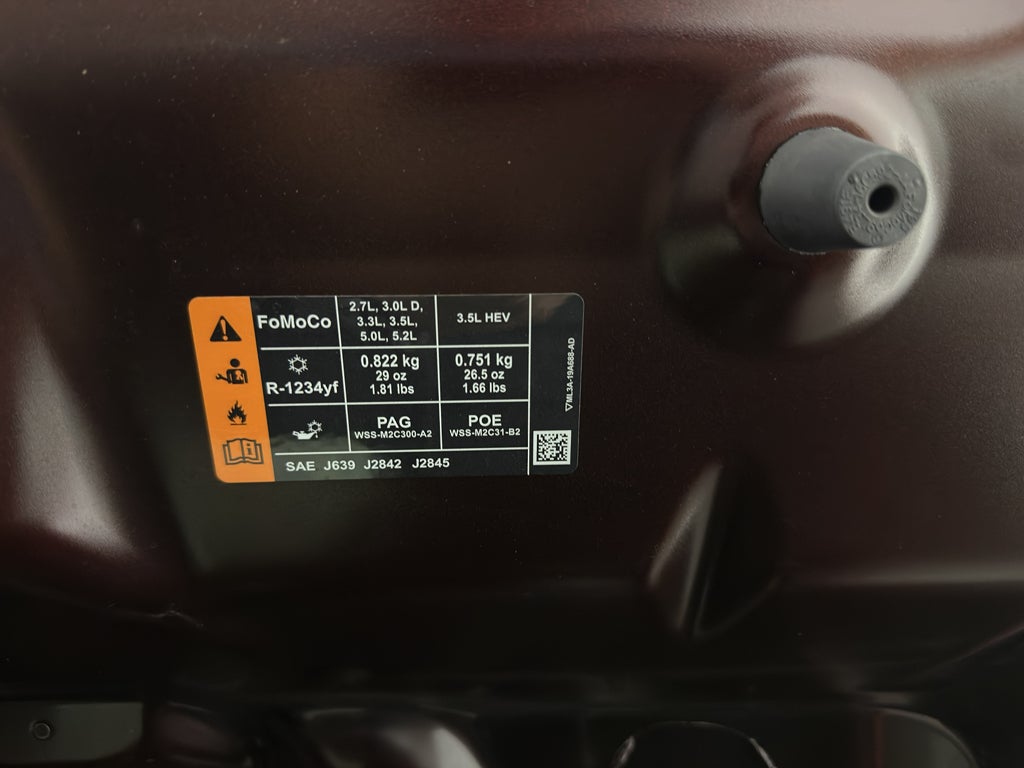 FoMoCo
2.7L, 3.0L D,
3.3L, 3.5L,
5.0L, 5.2L
3.5L HEV
R-1234yf
0.822 kg
29 oz
1.81 lbs
0.751 kg
26.5 oz
1.66 lbs
PAG
WSS-M2C300-A2
POE
WSS-M2C31-B2
SAE J639 J2842 J2845
ML3A-19A688-AD